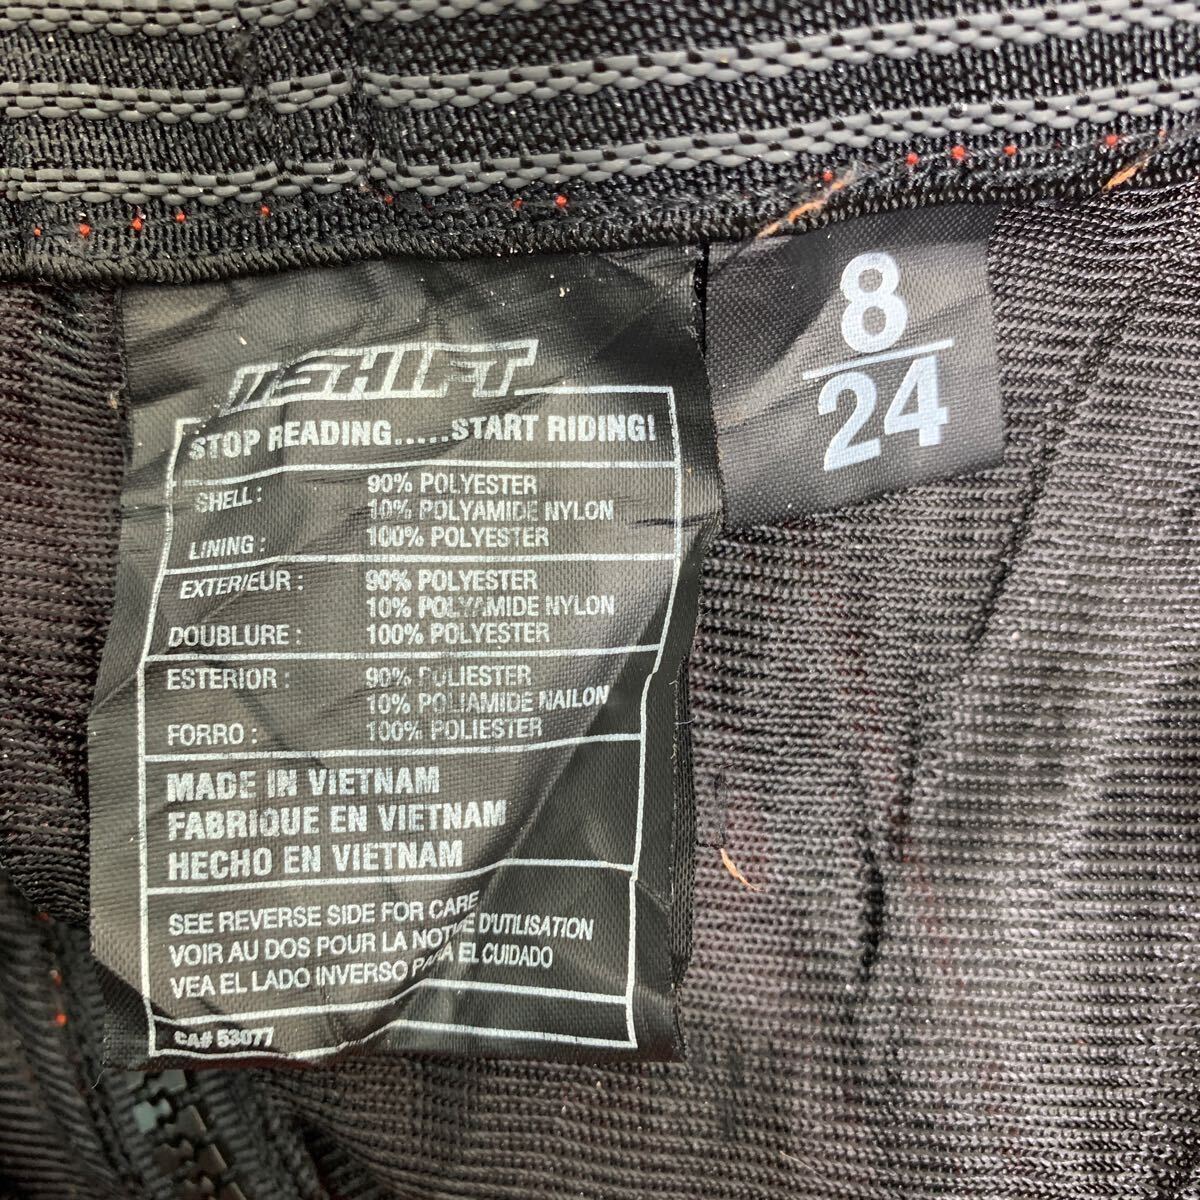 SHIFT
STOP READING.....START RIDING!
SHELL: 90% POLYESTER
10% POLYAMIDE NYLON
LINING: 100% POLYESTER
EXTERIEUR: 90% POLYESTER
10% POLYAMIDE NYLON
DOUBLURE: 100% POLYESTER
ESTERIOR: 90% POLIESTER
10% POLIAMIDE NAILON
FORRO: 100% POLIESTER
MADE IN VIETNAM
FABRIQUE EN VIETNAM
HECHO EN VIETNAM
SEE REVERSE SIDE FOR CARE
VOIR AU DOS POUR LA NOTIVE D'UTILISATION
VEA EL LADO INVERSO PARA EL CUIDADO
CA# 53077
8
24